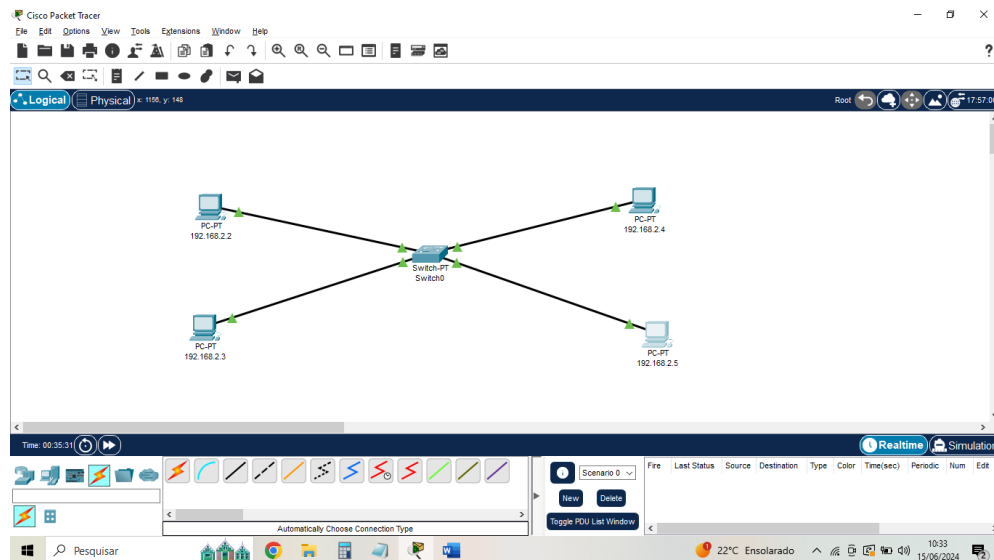 Cisco Packet Tracer
File Edit Options View Tools Extensions Window Help
?
Logical Physical x: 1156, y: 148
Root 17:57:00
PC-PT
192.168.2.2
PC-PT
192.168.2.4
Switch-PT
Switch0
PC-PT
192.168.2.3
PC-PT
192.168.2.5
Time: 00:35:31
Realtime Simulation
Scenario 0
Fire Last Status Source Destination Type Color Time(sec) Periodic Num Edit
New Delete
Toggle PDU List Window
Automatically Choose Connection Type
Pesquisar
22°C Ensolarado
10:33
15/06/2024